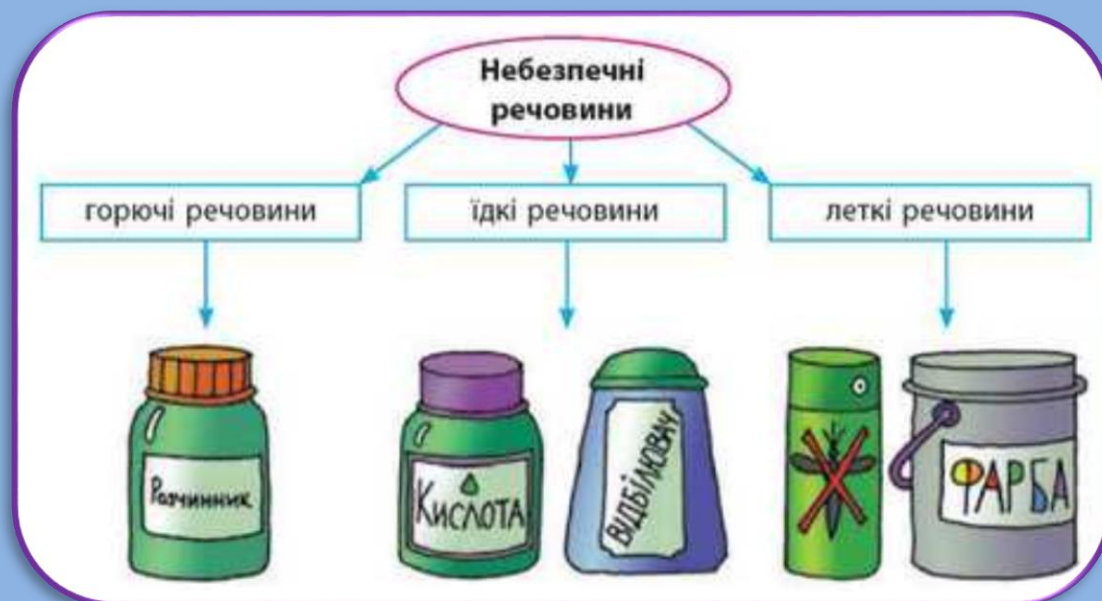 Небезпечні
речовини
горючі речовини
їдкі речовини
леткі речовини
Розчинник
КИСЛОТА
ВІДБІЛЮВАЧ
ФАРБА